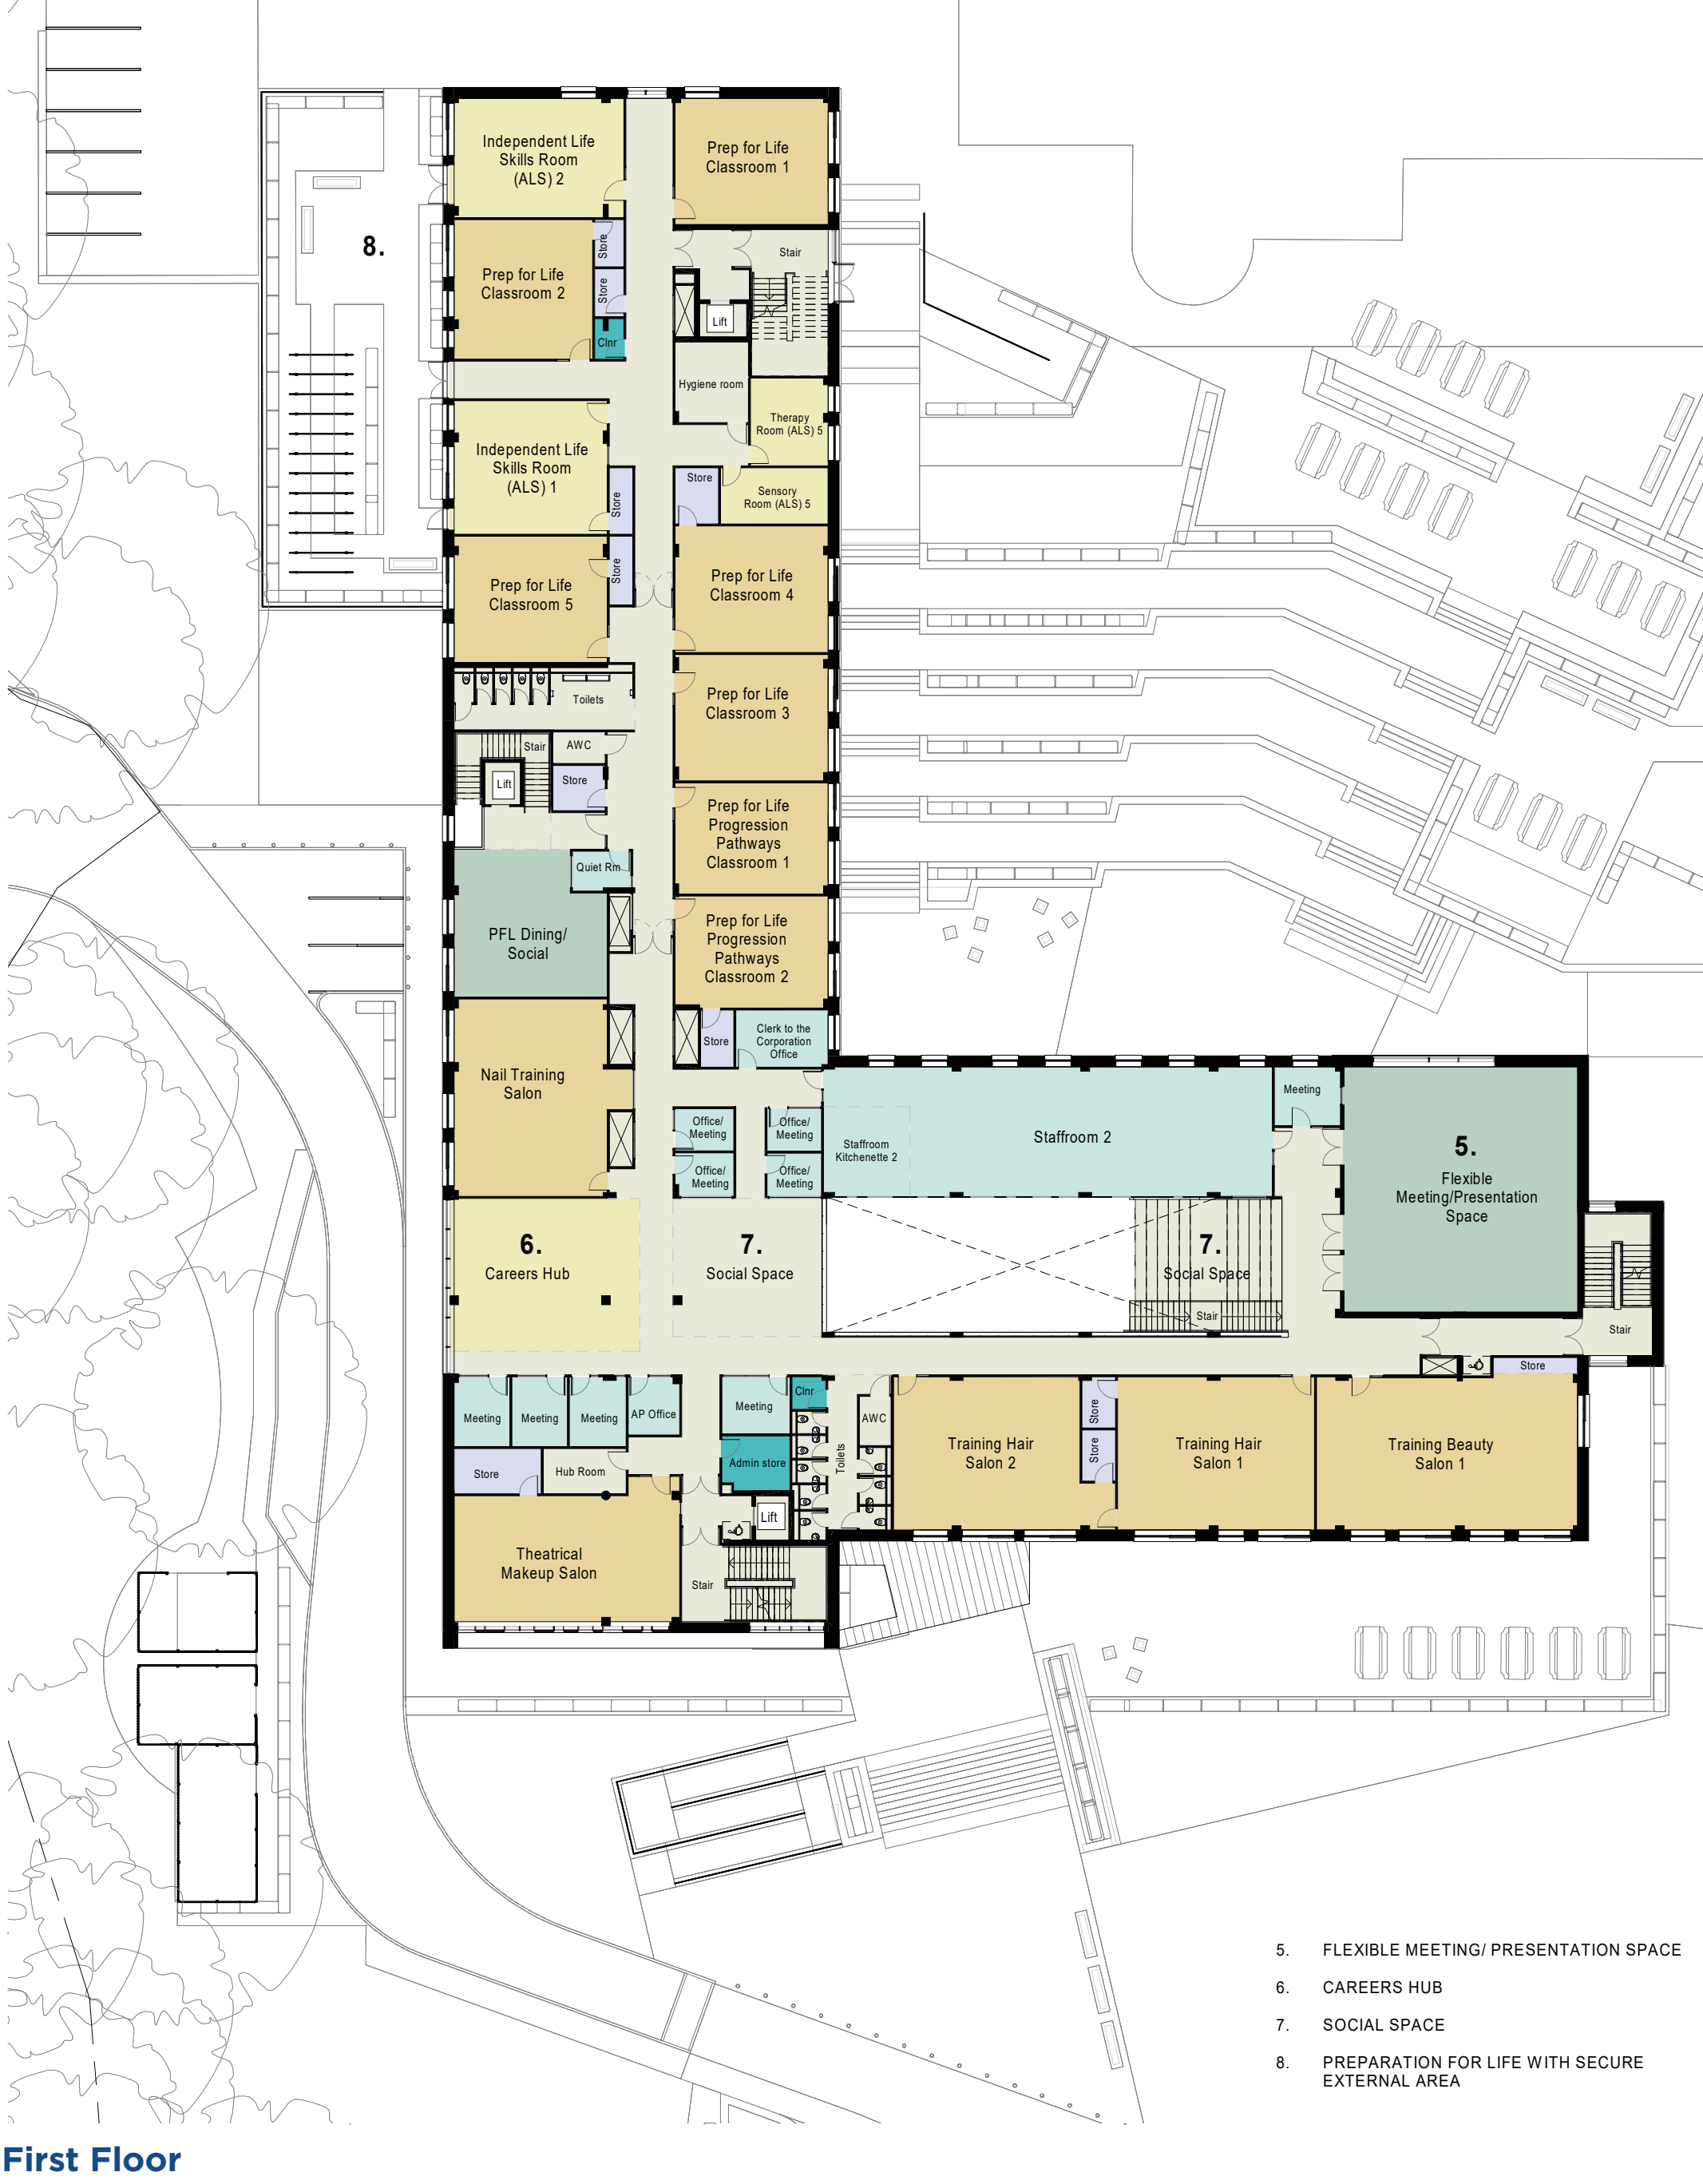 Independent Life
Skills Room
(ALS) 2
Prep for Life
Classroom 1
8.
Store
Stair
Prep for Life
Classroom 2
Store
Lift
Clnr
Hygiene room
Therapy
Room (ALS) 5
Independent Life
Skills Room
(ALS) 1
Store
Store
Sensory
Room (ALS) 5
Store
Prep for Life
Classroom 5
Prep for Life
Classroom 4
Toilets
Prep for Life
Classroom 3
Stair
AWC
Lift
Store
Prep for Life
Progression
Pathways
Classroom 1
Quiet Rm
PFL Dining/
Social
Prep for Life
Progression
Pathways
Classroom 2
Store
Clerk to the
Corporation
Office
Nail Training
Salon
Office/
Meeting
Office/
Meeting
Office/
Meeting
Office/
Meeting
Staffroom
Kitchenette 2
Staffroom 2
Meeting
5.
Flexible
Meeting/Presentation
Space
6.
Careers Hub
7.
Social Space
7.
Social Space
Stair
Stair
Store
Meeting
Meeting
Meeting
AP Office
Meeting
Clnr
AWC
Toilets
Store
Hub Room
Admin store
Training Hair
Salon 2
Store
Store
Training Hair
Salon 1
Training Beauty
Salon 1
Lift
Theatrical
Makeup Salon
Stair
5. FLEXIBLE MEETING/ PRESENTATION SPACE
6. CAREERS HUB
7. SOCIAL SPACE
8. PREPARATION FOR LIFE WITH SECURE
EXTERNAL AREA
First Floor